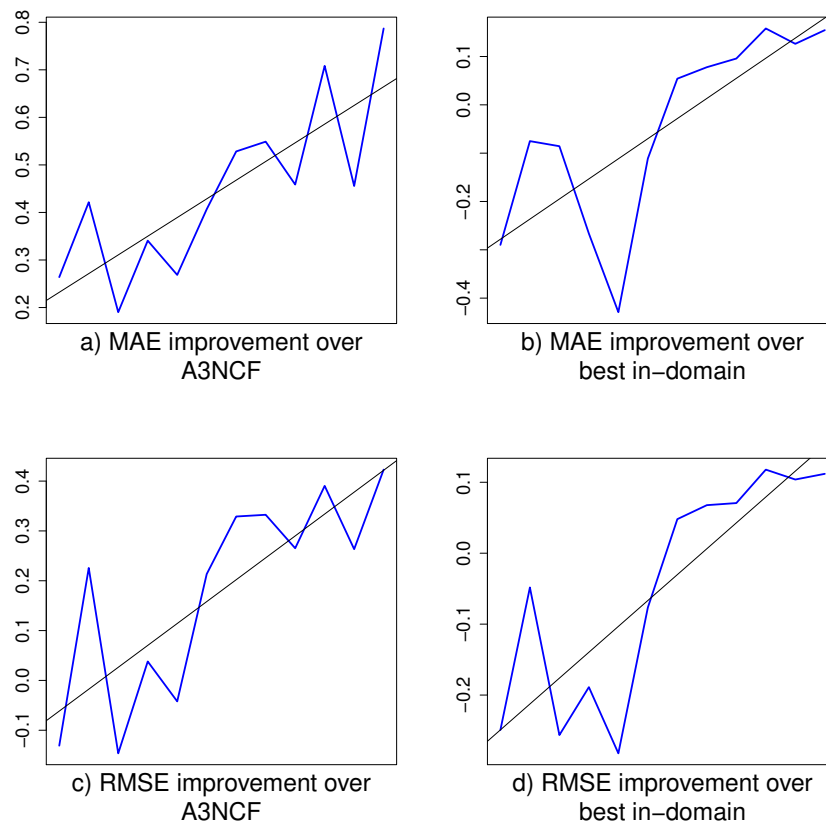 0.8
0.7
0.6
0.5
0.4
0.3
0.2
a) MAE improvement over
A3NCF
0.1
0.0
−0.2
−0.4
b) MAE improvement over
best in−domain
0.4
0.3
0.2
0.1
0.0
−0.1
c) RMSE improvement over
A3NCF
0.1
0.0
−0.1
−0.2
d) RMSE improvement over
best in−domain